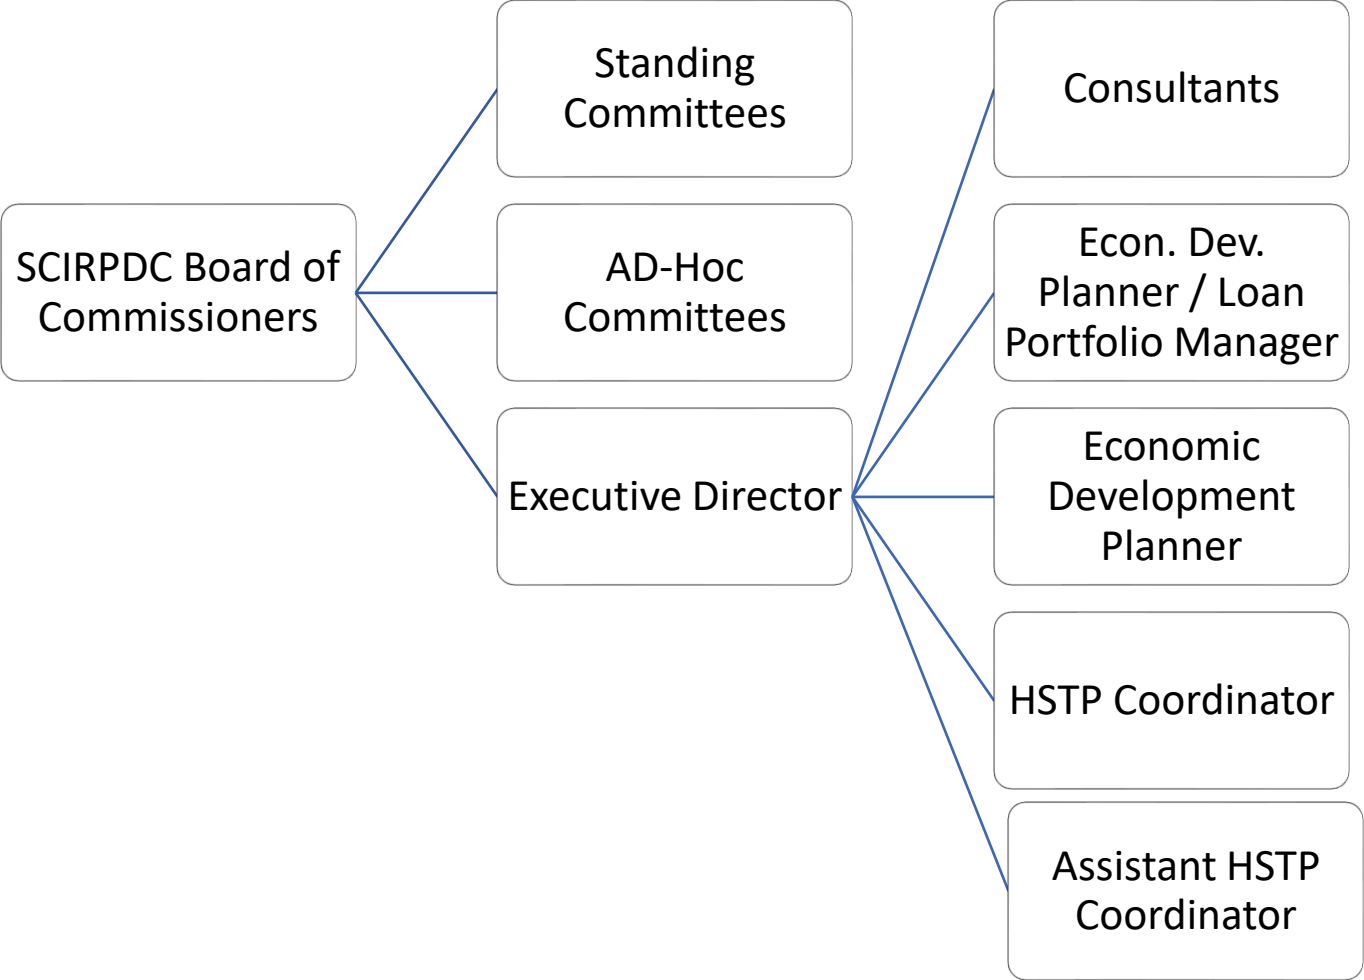 SCIRPDC Board of
Commissioners
Standing
Committees
AD-Hoc
Committees
Executive Director
Consultants
Econ. Dev.
Planner / Loan
Portfolio Manager
Economic
Development
Planner
HSTP Coordinator
Assistant HSTP
Coordinator